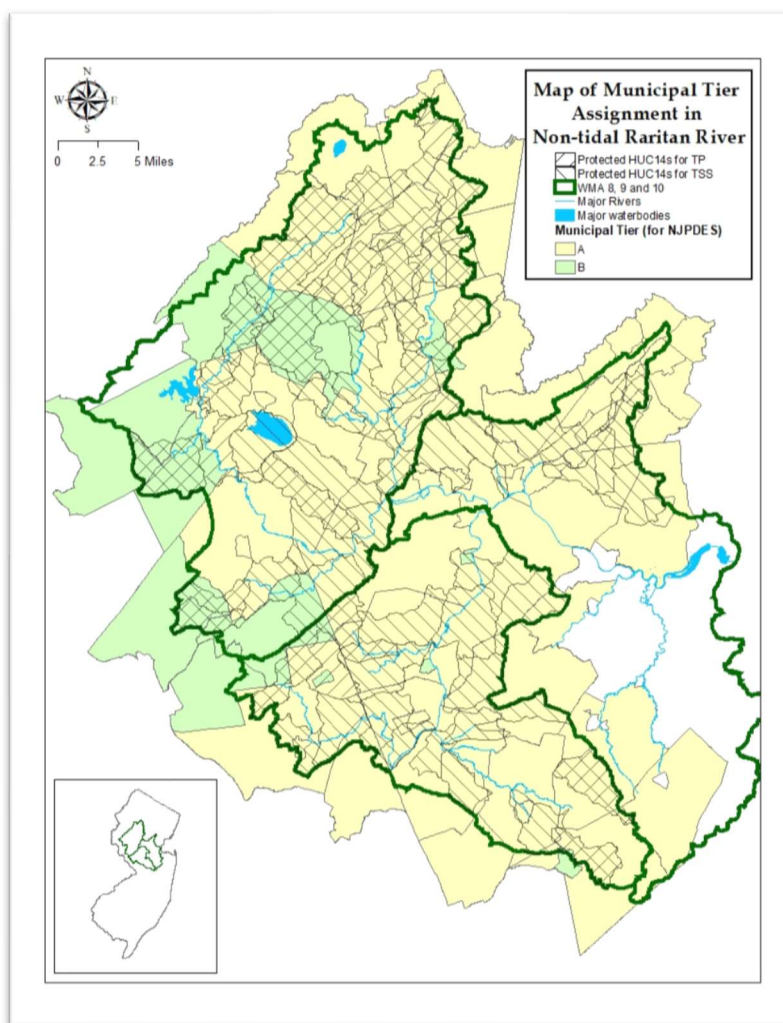 N
W E
S
0 2.5 5 Miles
Map of Municipal Tier
Assignment in
Non-tidal Raritan River
Protected HUC14s for TP
Protected HUC14s for TSS
WMA 8, 9 and 10
Major Rivers
Major waterbodies
Municipal Tier (for NJPDES)
A
B